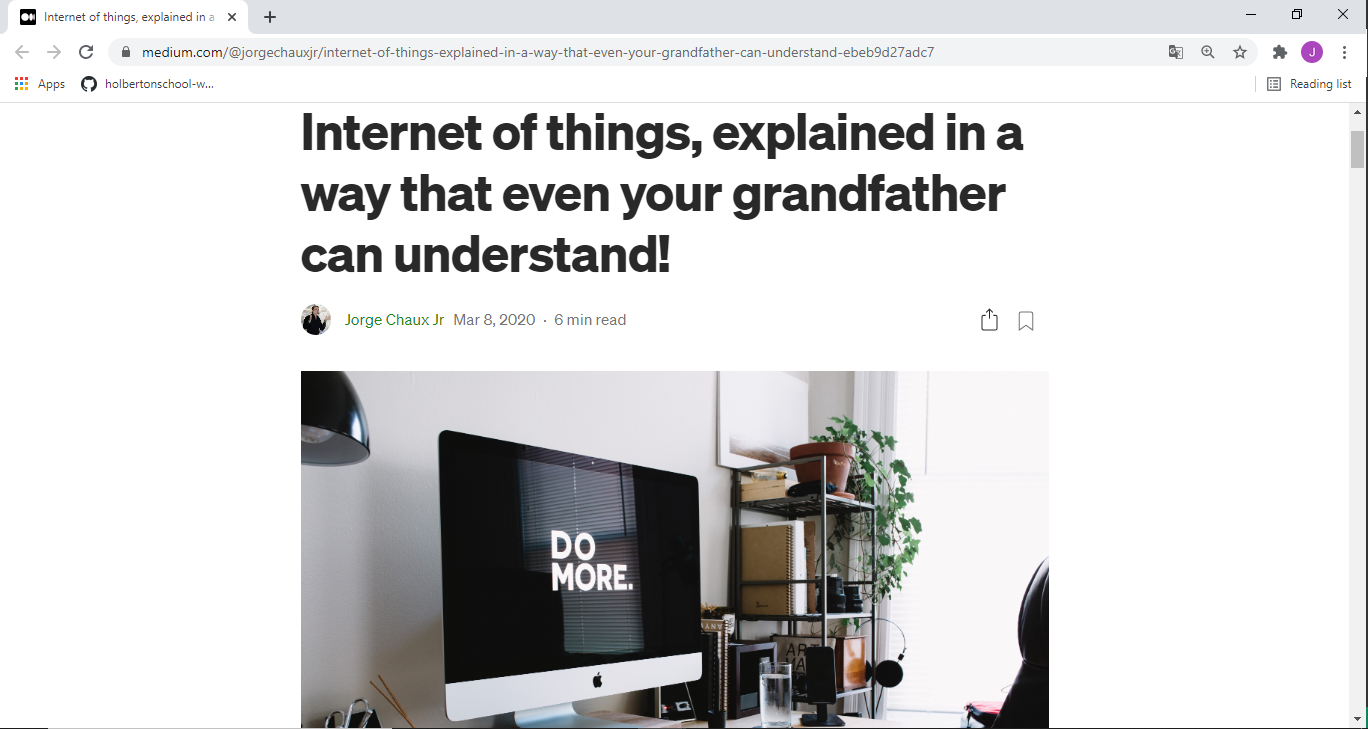 Internet of things, explained in a
medium.com/@jorgechauxjr/internet-of-things-explained-in-a-way-that-even-your-grandfather-can-understand-ebeb9d27adc7
J
Apps
holbertonschool-w...
Reading list
Internet of things, explained in a
way that even your grandfather
can understand!
Jorge Chaux Jr Mar 8, 2020 · 6 min read
DO
MORE.